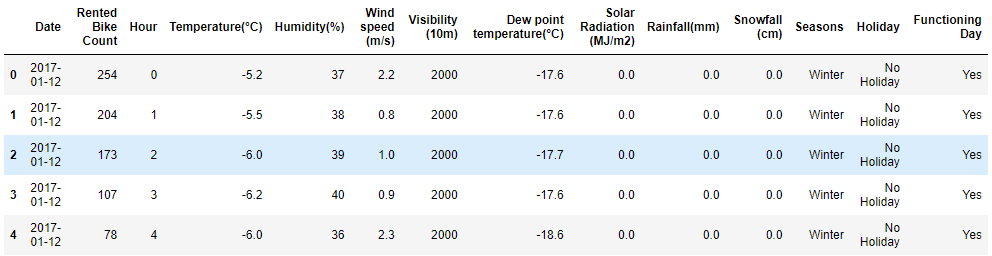 Date Rented Bike Count Hour Temperature(°C) Humidity(%) Wind speed (m/s) Visibility (10m) Dew point temperature(°C) Solar Radiation (MJ/m2) Rainfall(mm) Snowfall (cm) Seasons Holiday Functioning Day
0 2017-01-12 254 0 -5.2 37 2.2 2000 -17.6 0.0 0.0 0.0 Winter No Holiday Yes
1 2017-01-12 204 1 -5.5 38 0.8 2000 -17.6 0.0 0.0 0.0 Winter No Holiday Yes
2 2017-01-12 173 2 -6.0 39 1.0 2000 -17.7 0.0 0.0 0.0 Winter No Holiday Yes
3 2017-01-12 107 3 -6.2 40 0.9 2000 -17.6 0.0 0.0 0.0 Winter No Holiday Yes
4 2017-01-12 78 4 -6.0 36 2.3 2000 -18.6 0.0 0.0 0.0 Winter No Holiday Yes